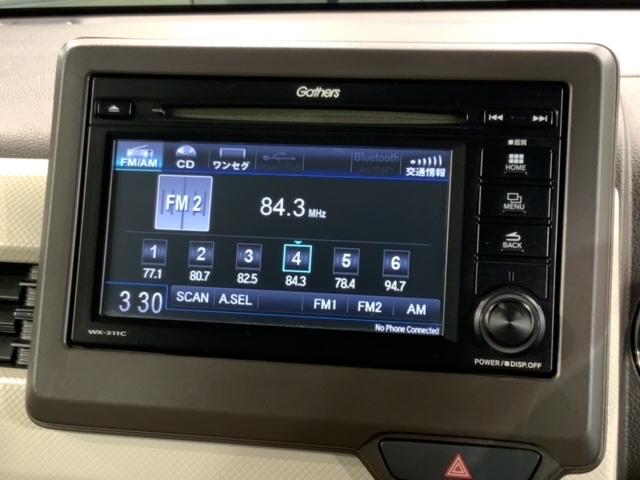 Gathers
FM/AM CD ワンセグ Bluetooth AUDIO 交通情報
FM 2
84.3 MHz
1 2 3 4 5 6
77.1 80.7 82.5 84.3 78.4 94.7
3 30
SCAN A.SEL FM1 FM2 AM
No Phone Connected
WX-211C
画質
HOME
MENU
BACK
POWER/ DISP.OFF